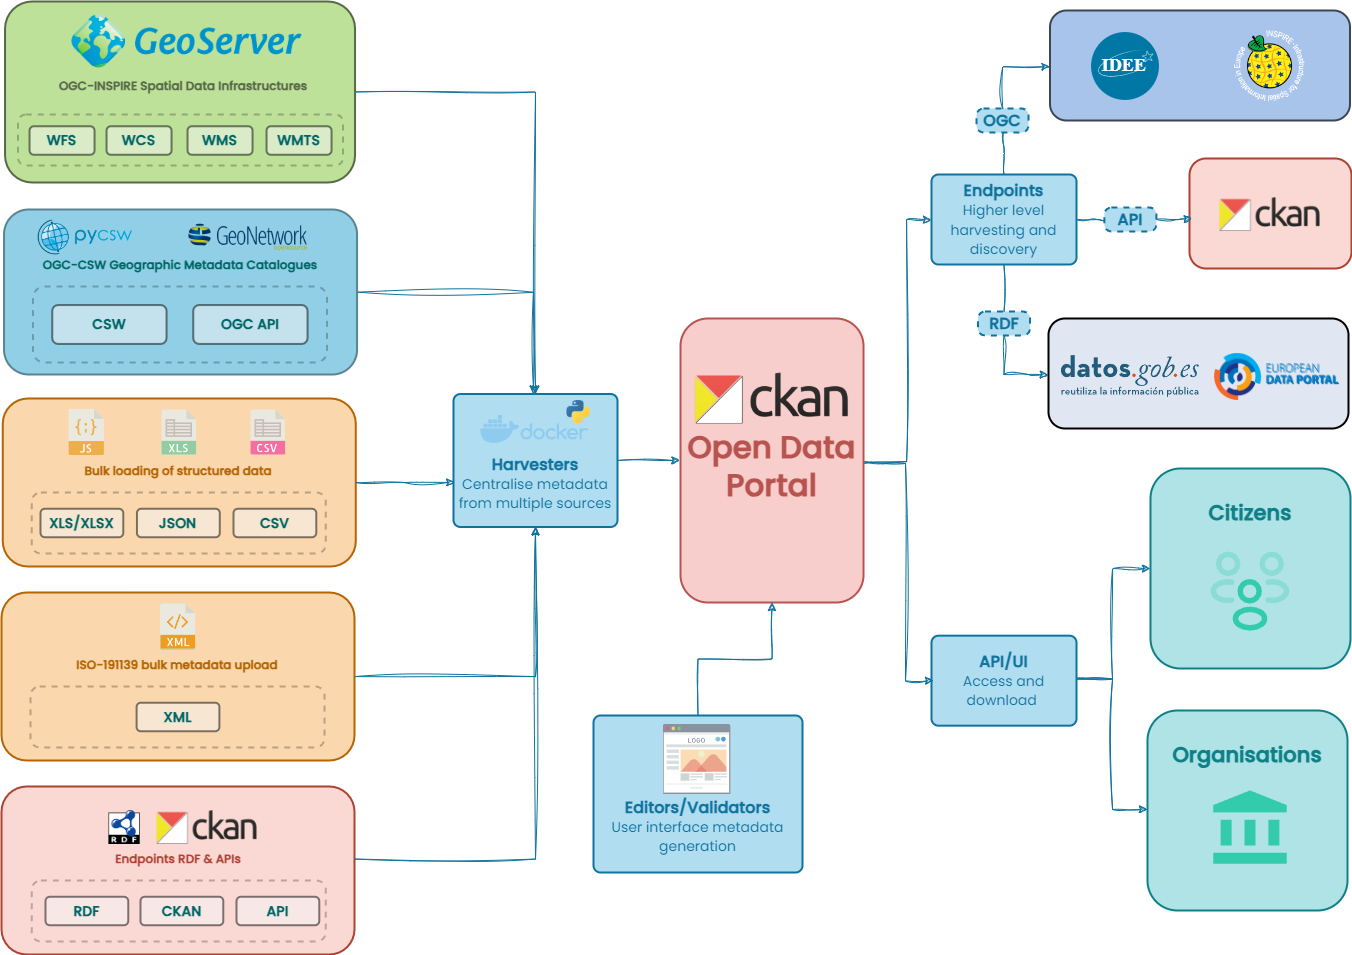 GeoServer
OGC-INSPIRE Spatial Data Infrastructures
WFS
WCS
WMS
WMTS
pycsw
GeoNetwork
OGC-CSW Geographic Metadata Catalogues
CSW
OGC API
{;}
JS
XLS
CSV
Bulk loading of structured data
XLS/XLSX
JSON
CSV
</>
XML
ISO-191139 bulk metadata upload
XML
RDF
ckan
Endpoints RDF & APIs
RDF
CKAN
API
docker
Harvesters
Centralise metadata
from multiple sources
ckan
Open Data
Portal
LOGO
Editors/Validators
User interface metadata
generation
OGC
Endpoints
Higher level
harvesting and
discovery
API
RDF
IDEE
INSPIRE-Infrastructure for Spatial Information in Europe
ckan
datos.gob.es
reutiliza la información pública
EUROPEAN
DATA PORTAL
API/UI
Access and
download
Citizens
Organisations